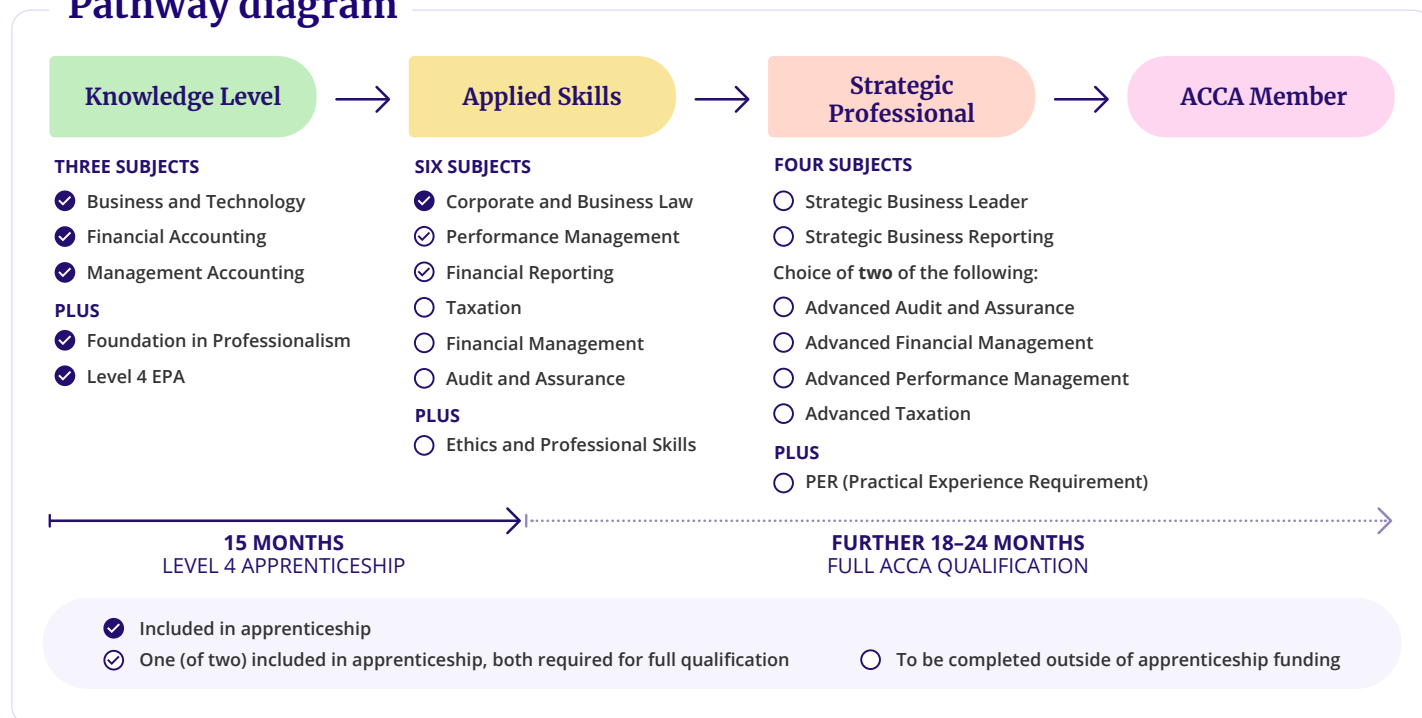 Pathway diagram
Knowledge Level
Applied Skills
Strategic
Professional
ACCA Member
THREE SUBJECTS
Business and Technology
Financial Accounting
Management Accounting
PLUS
Foundation in Professionalism
Level 4 EPA
SIX SUBJECTS
Corporate and Business Law
Performance Management
Financial Reporting
Taxation
Financial Management
Audit and Assurance
PLUS
Ethics and Professional Skills
FOUR SUBJECTS
Strategic Business Leader
Strategic Business Reporting
Choice of two of the following:
Advanced Audit and Assurance
Advanced Financial Management
Advanced Performance Management
Advanced Taxation
PLUS
PER (Practical Experience Requirement)
15 MONTHS
LEVEL 4 APPRENTICESHIP
FURTHER 18–24 MONTHS
FULL ACCA QUALIFICATION
Included in apprenticeship
One (of two) included in apprenticeship, both required for full qualification
To be completed outside of apprenticeship funding